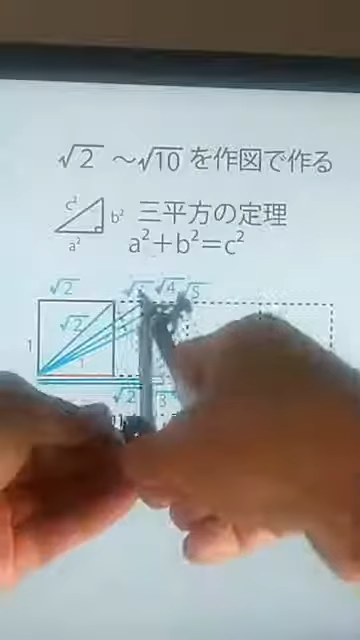 √2 ～√10 を作図で作る
c² b² 三平方の定理
a² a²+b²=c²
√2 √4 √5
√2
1
1
√2 √3